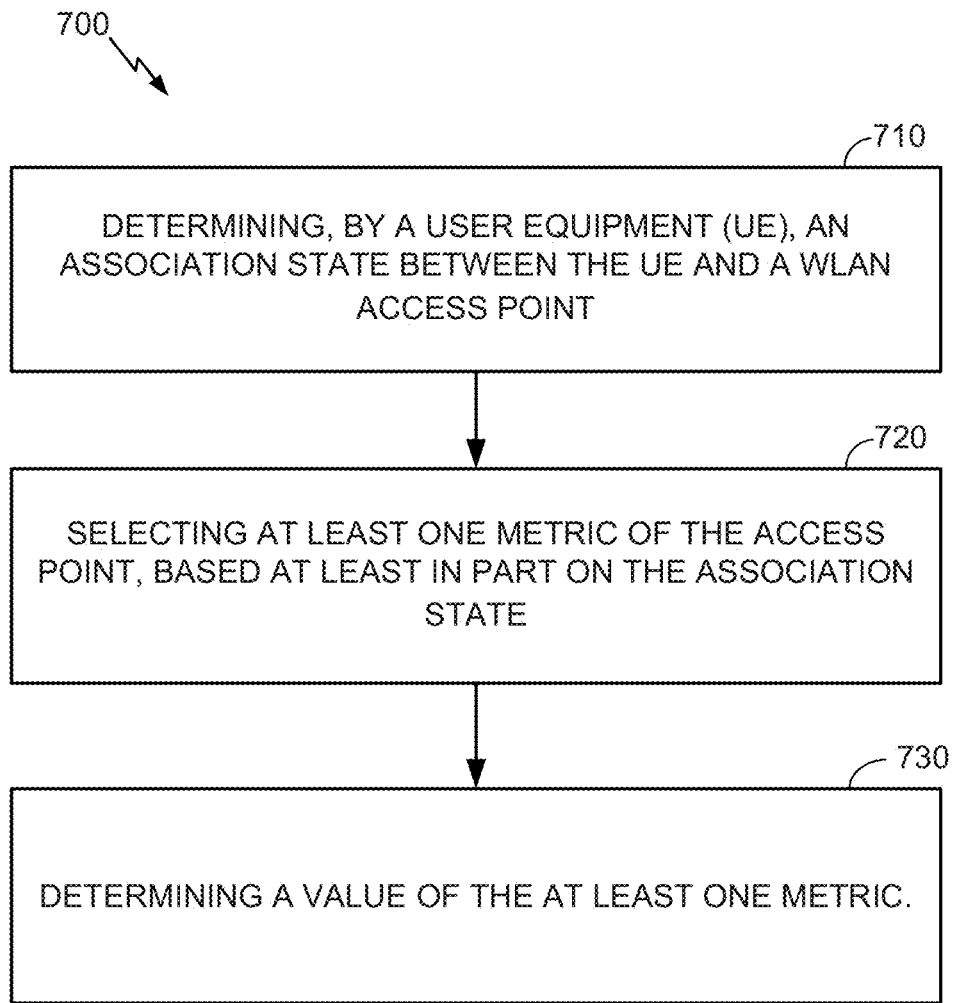 700
710
DETERMINING, BY A USER EQUIPMENT (UE), AN
ASSOCIATION STATE BETWEEN THE UE AND A WLAN
ACCESS POINT
720
SELECTING AT LEAST ONE METRIC OF THE ACCESS
POINT, BASED AT LEAST IN PART ON THE ASSOCIATION
STATE
730
DETERMINING A VALUE OF THE AT LEAST ONE METRIC.